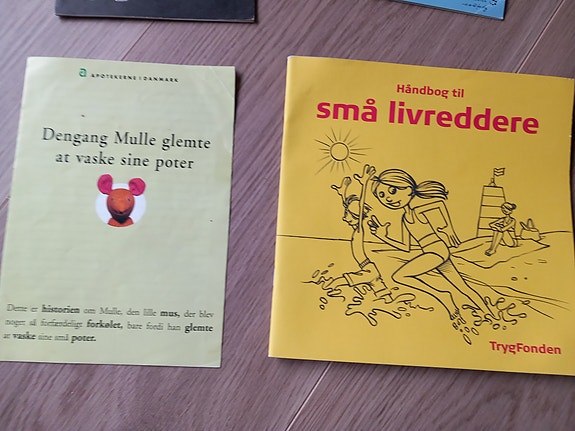 APOTEKERNE I DANMARK
Dengang Mulle glemte
at vaske sine poter
Dette er historien om Mulle, den lille mus, der blev
noget så forfærdeligt forkølet, bare fordi han glemte
at vaske sine små poter.
Håndbog til
små livreddere
TrygFonden